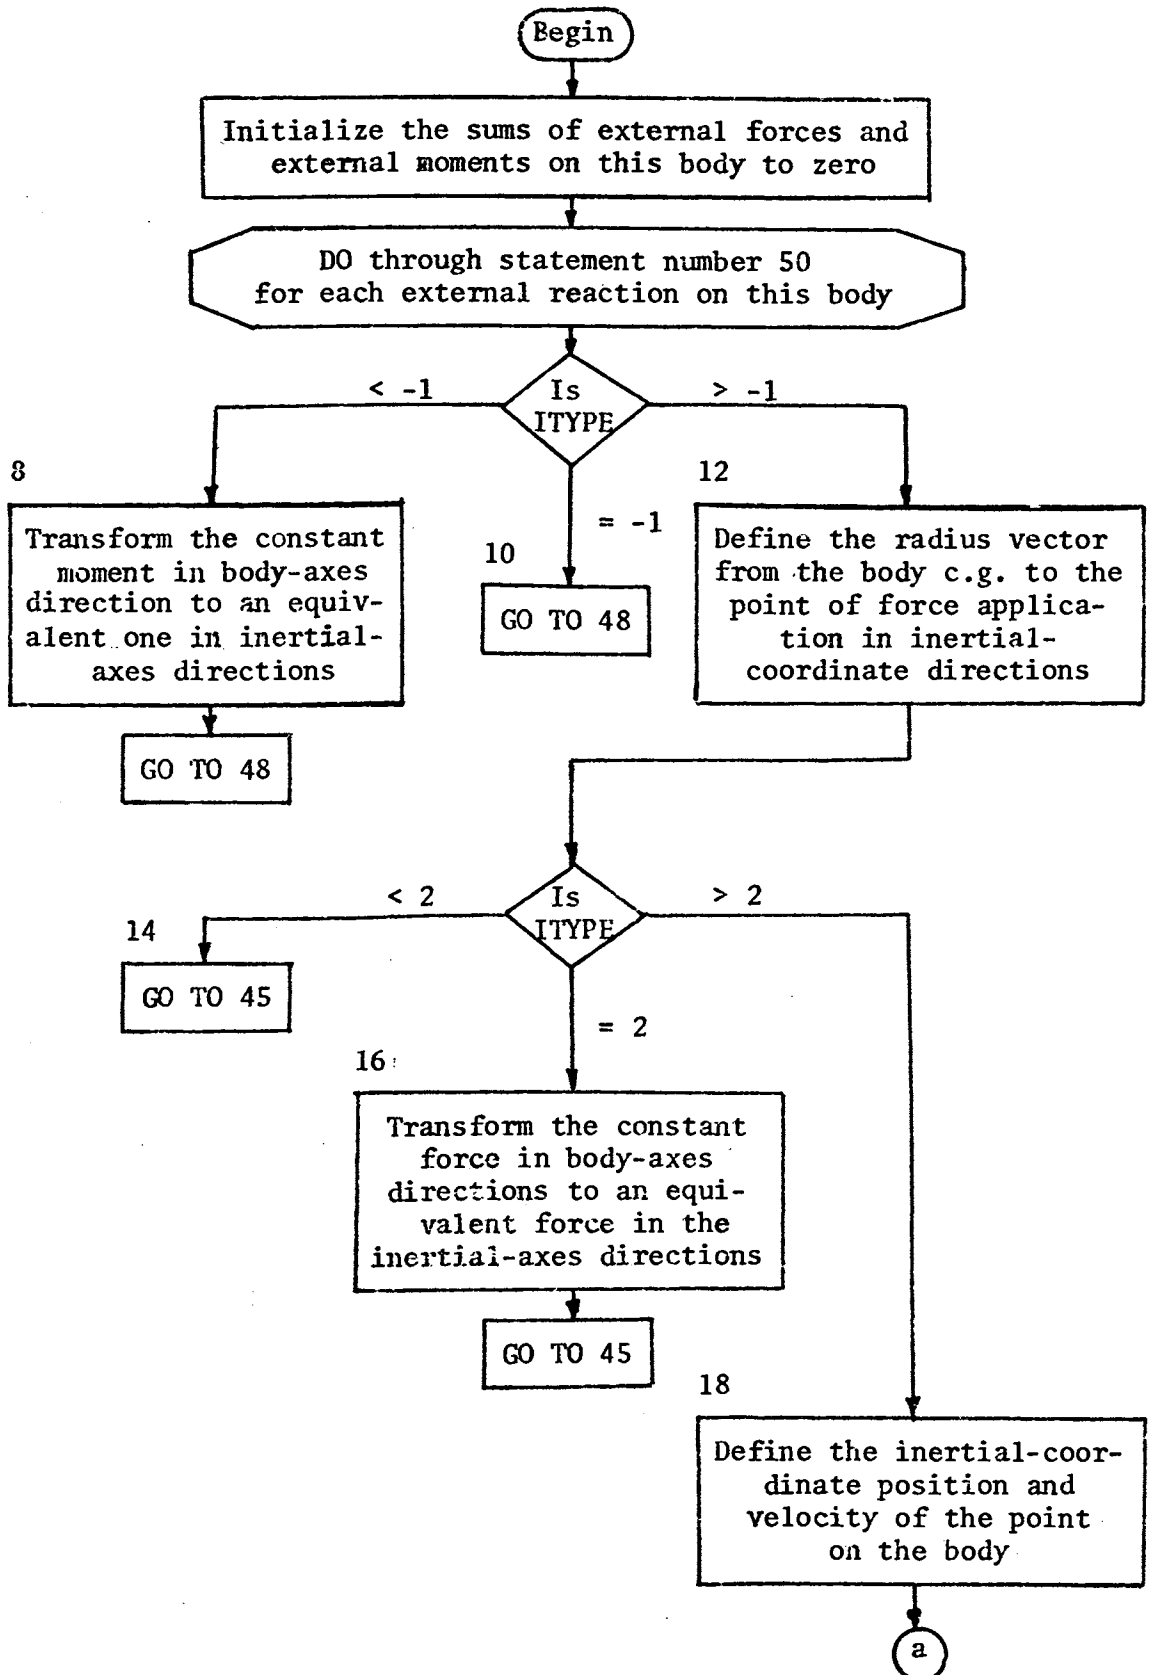 Begin
Initialize the sums of external forces and
external moments on this body to zero
DO through statement number 50
for each external reaction on this body
< -1
Is
ITYPE
> -1
= -1
8
Transform the constant
moment in body-axes
direction to an equiv-
alent one in inertial-
axes directions
GO TO 48
10
GO TO 48
12
Define the radius vector
from the body c.g. to the
point of force applica-
tion in inertial-
coordinate directions
< 2
Is
ITYPE
> 2
= 2
14
GO TO 45
16
Transform the constant
force in body-axes
directions to an equi-
valent force in the
inertial-axes directions
GO TO 45
18
Define the inertial-coor-
dinate position and
velocity of the point
on the body
a